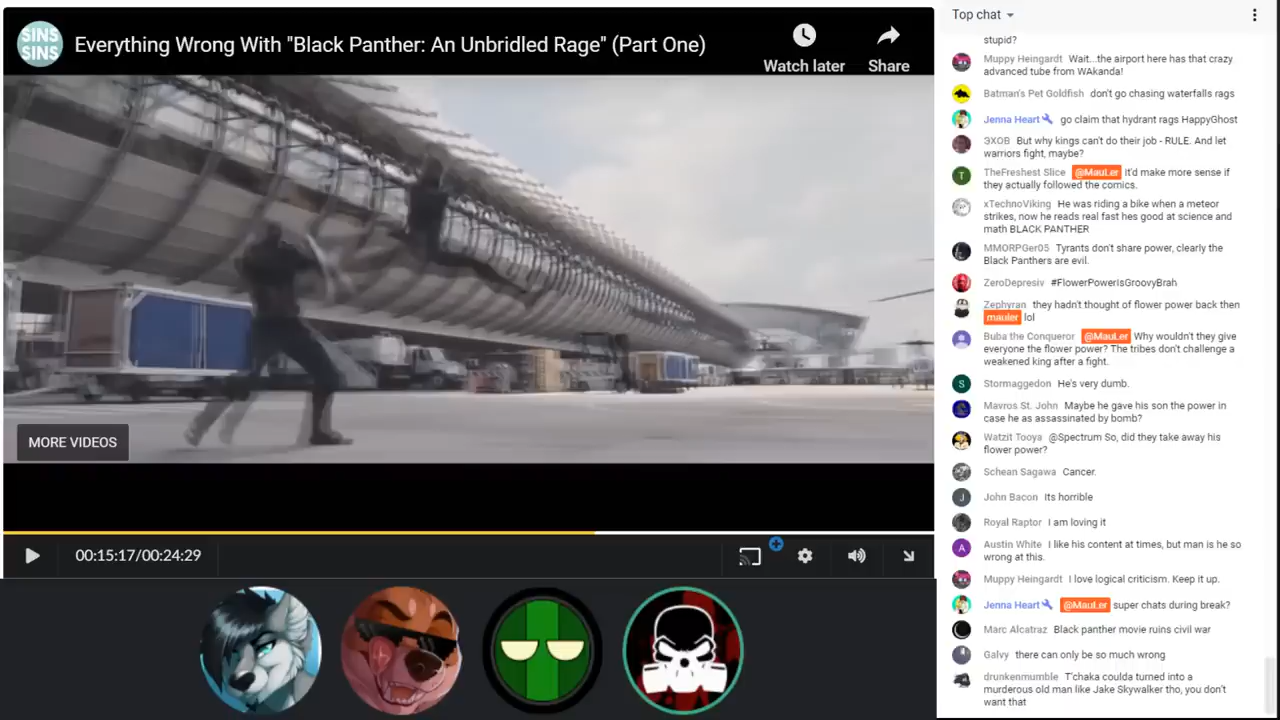 SINS
SINS
Everything Wrong With "Black Panther: An Unbridled Rage" (Part One)
Watch later
Share
MORE VIDEOS
00:15:17/00:24:29
Top chat
stupid?
Muppy Heingardt Wait...the airport here has that crazy
advanced tube from WAkanda!
Batman's Pet Goldfish don't go chasing waterfalls rags
Jenna Heart go claim that hydrant rags HappyGhost
ЭХОВ But why kings can't do their job - RULE. And let
warriors fight, maybe?
T
TheFreshest Slice @MauLer It'd make more sense if
they actually followed the comics.
xTechnoViking He was riding a bike when a meteor
strikes, now he reads real fast hes good at science and
math BLACK PANTHER
MMORPGer05 Tyrants don't share power, clearly the
Black Panthers are evil.
ZeroDepresiv #FlowerPowerIsGroovyBrah
Zephyran they hadn't thought of flower power back then
mauler lol
Buba the Conqueror @MauLer Why wouldn't they give
everyone the flower power? The tribes don't challenge a
weakened king after a fight.
S
Stormaggedon He's very dumb.
Mavros St. John Maybe he gave his son the power in
case he as assassinated by bomb?
Watzit Tooya @Spectrum So, did they take away his
flower power?
Schean Sagawa Cancer.
J
John Bacon Its horrible
Royal Raptor I am loving it
A
Austin White I like his content at times, but man is he so
wrong at this.
Muppy Heingardt I love logical criticism. Keep it up.
Jenna Heart @MauLer super chats during break?
Marc Alcatraz Black panther movie ruins civil war
Galvy there can only be so much wrong
drunkenmumble T'chaka coulda turned into a
murderous old man like Jake Skywalker tho, you don't
want that